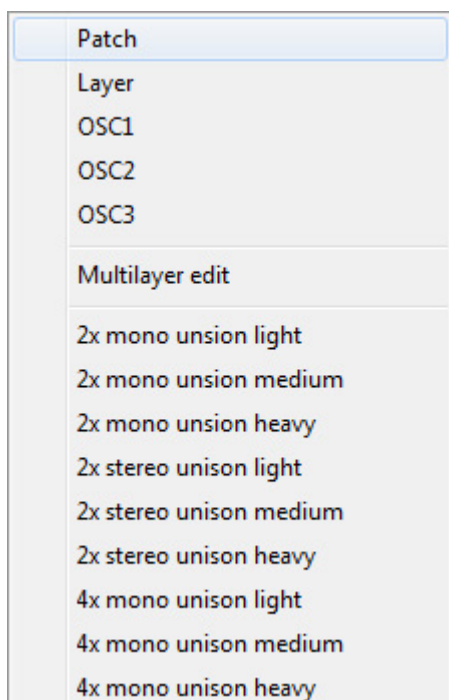 Patch
Layer
OSC1
OSC2
OSC3
Multilayer edit
2x mono unsion light
2x mono unsion medium
2x mono unsion heavy
2x stereo unison light
2x stereo unison medium
2x stereo unison heavy
4x mono unison light
4x mono unison medium
4x mono unison heavy